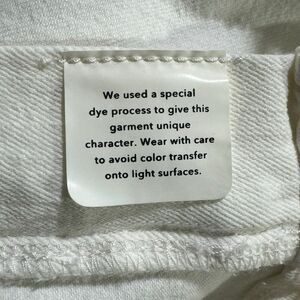 We used a special
dye process to give this
garment unique
character. Wear with care
to avoid color transfer
onto light surfaces.